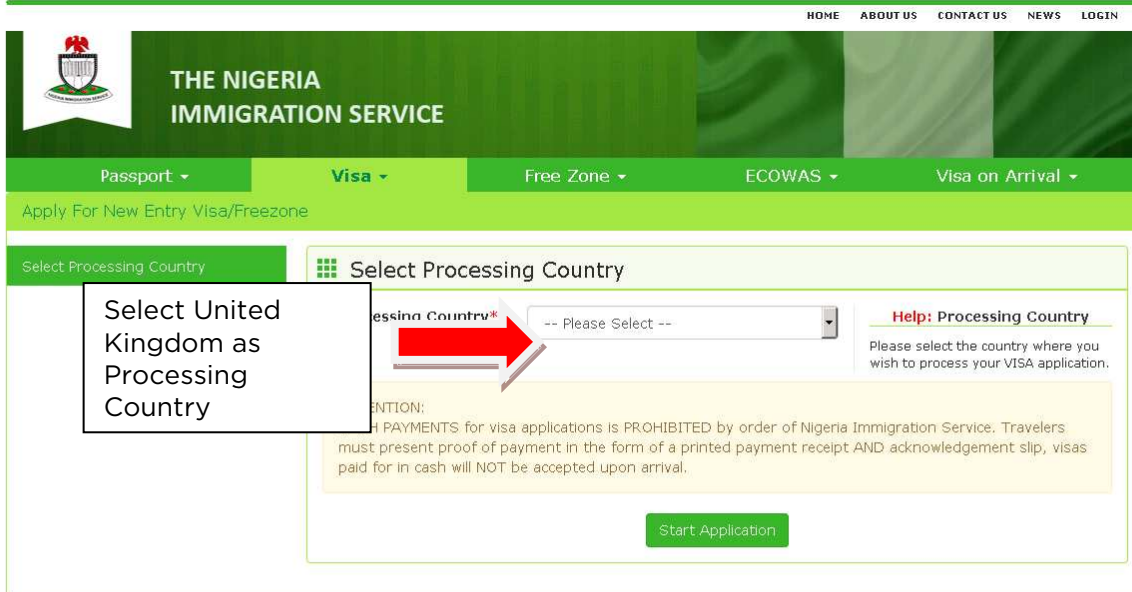 HOME ABOUT US CONTACT US NEWS LOGIN
THE NIGERIA
IMMIGRATION SERVICE
Passport Visa Free Zone ECOWAS Visa on Arrival
Apply For New Entry Visa/Freezone
Select Processing Country
Select Processing Country
Select United
Kingdom as
Processing
Country
essing Country*
-- Please Select --
Help: Processing Country
Please select the country where you
wish to process your VISA application.
ENTION:
H PAYMENTS for visa applications is PROHIBITED by order of Nigeria Immigration Service. Travelers
must present proof of payment in the form of a printed payment receipt AND acknowledgement slip, visas
paid for in cash will NOT be accepted upon arrival.
Start Application